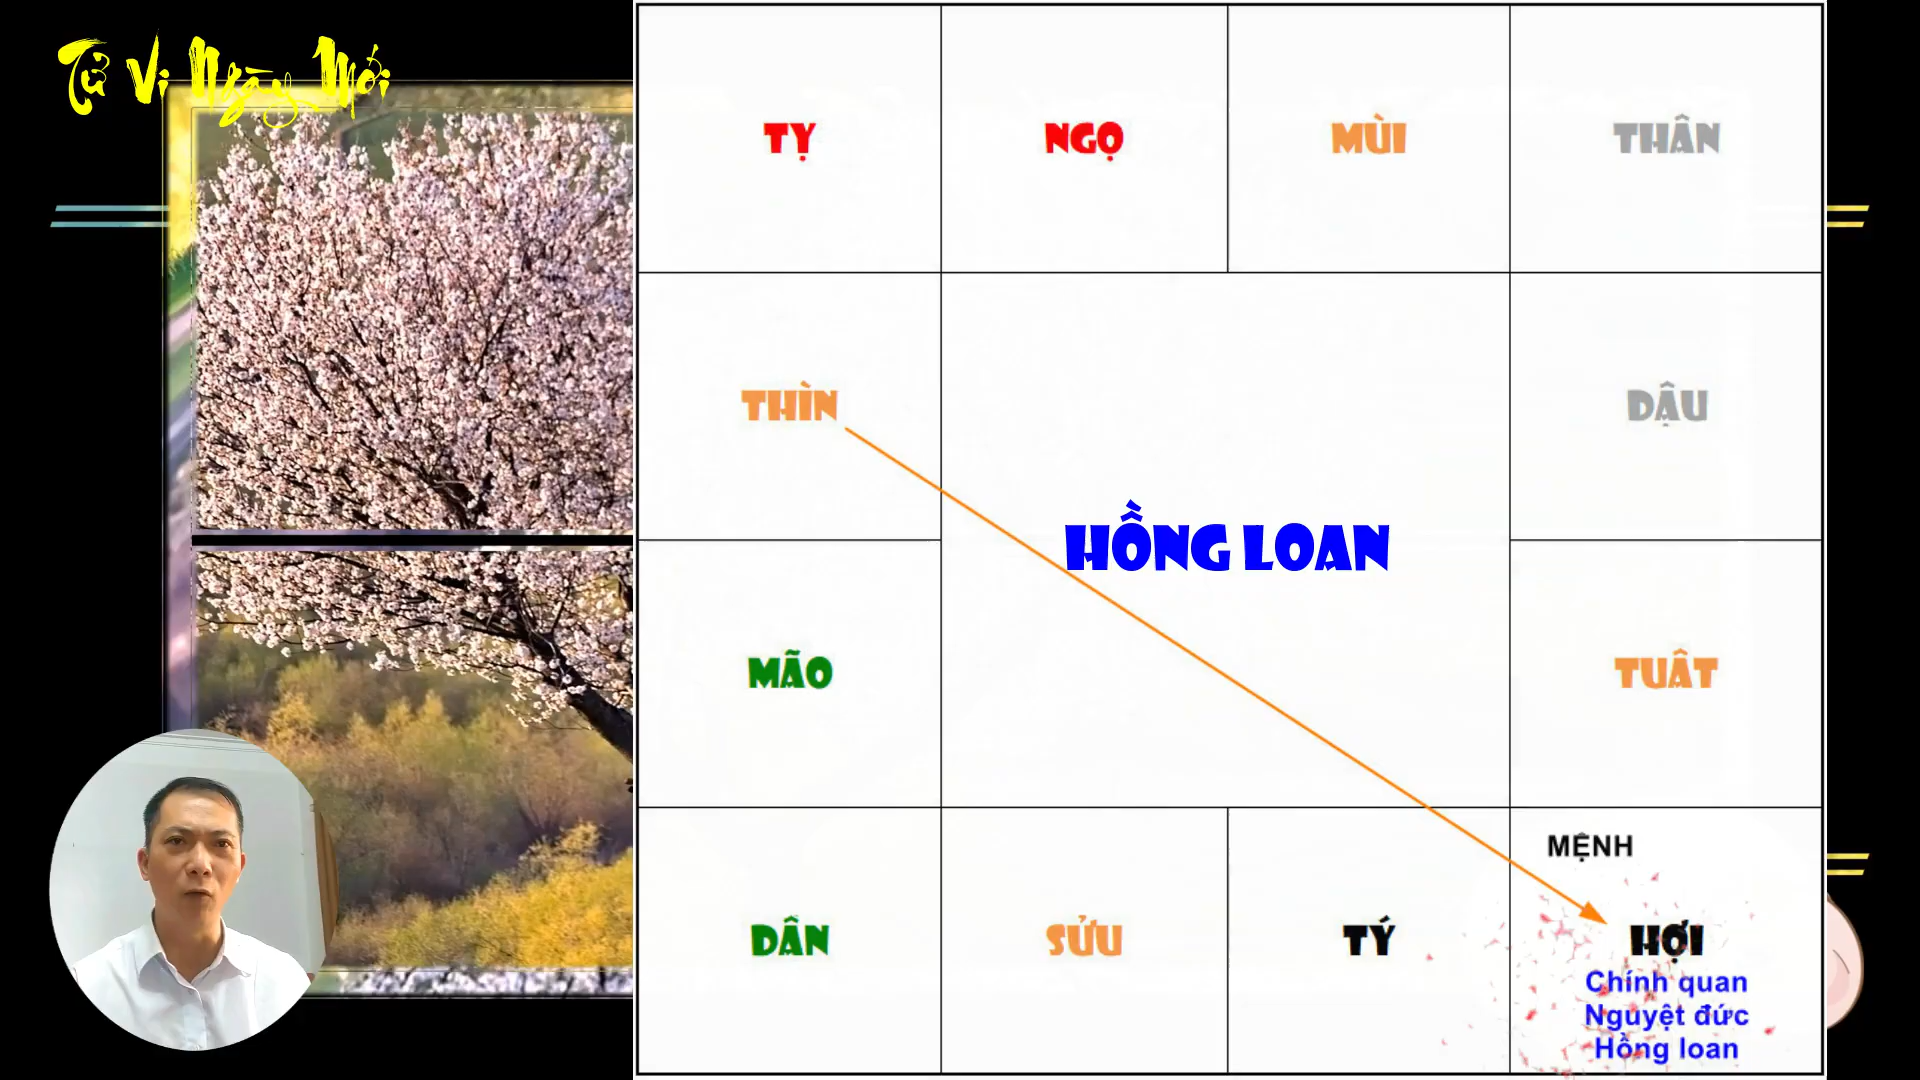 Tử Vi Ngày Mới
TỴ
NGỌ
MÙI
THÂN
THÌN
DẬU
HỒNG LOAN
MÃO
TUẤT
MỆNH
DẦN
SỬU
TÝ
HỢI
Chính quan
Nguyệt đức
Hồng loan